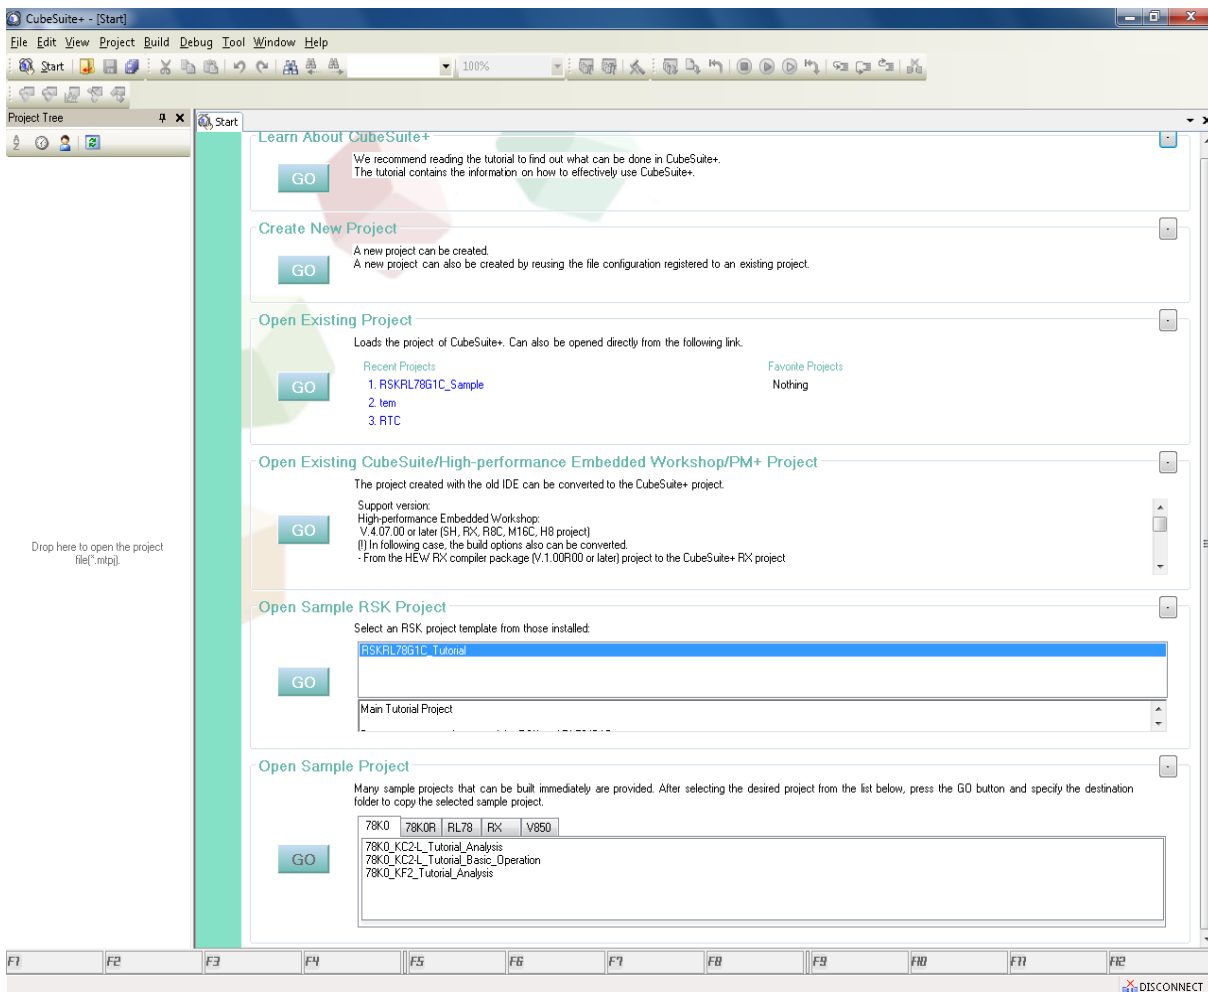 CubeSuite+ - [Start]
File Edit View Project Build Debug Tool Window Help
Start 100%
Project Tree
Start
Learn About CubeSuite+
We recommend reading the tutorial to find out what can be done in CubeSuite+.
The tutorial contains the information on how to effectively use CubeSuite+.
GO
Create New Project
A new project can be created.
A new project can also be created by reusing the file configuration registered to an existing project.
GO
Open Existing Project
Loads the project of CubeSuite+. Can also be opened directly from the following link.
Recent Projects Favorite Projects
GO
1. RSKRL78G1C_Sample Nothing
2. tem
3. RTC
Open Existing CubeSuite/High-performance Embedded Workshop/PM+ Project
The project created with the old IDE can be converted to the CubeSuite+ project.
Support version:
High-performance Embedded Workshop:
GO
V.4.07.00 or later (SH, RX, R8C, M16C, H8 project)
(!) In following case, the build options also can be converted.
- From the HEW RX compiler package (V.1.00R00 or later) project to the CubeSuite+ RX project
Drop here to open the project
file(*.mtpj).
Open Sample RSK Project
Select an RSK project template from those installed:
RSKRL78G1C_Tutorial
GO
Main Tutorial Project
Open Sample Project
Many sample projects that can be built immediately are provided. After selecting the desired project from the list below, press the GO button and specify the destination
folder to copy the selected sample project.
78K0 78K0R RL78 RX V850
78K0_KC2-L_Tutorial_Analysis
GO
78K0_KC2-L_Tutorial_Basic_Operation
78K0_KF2_Tutorial_Analysis
F1 F2 F3 F4 F5 F6 F7 F8 F9 F10 F11 F12
DISCONNECT